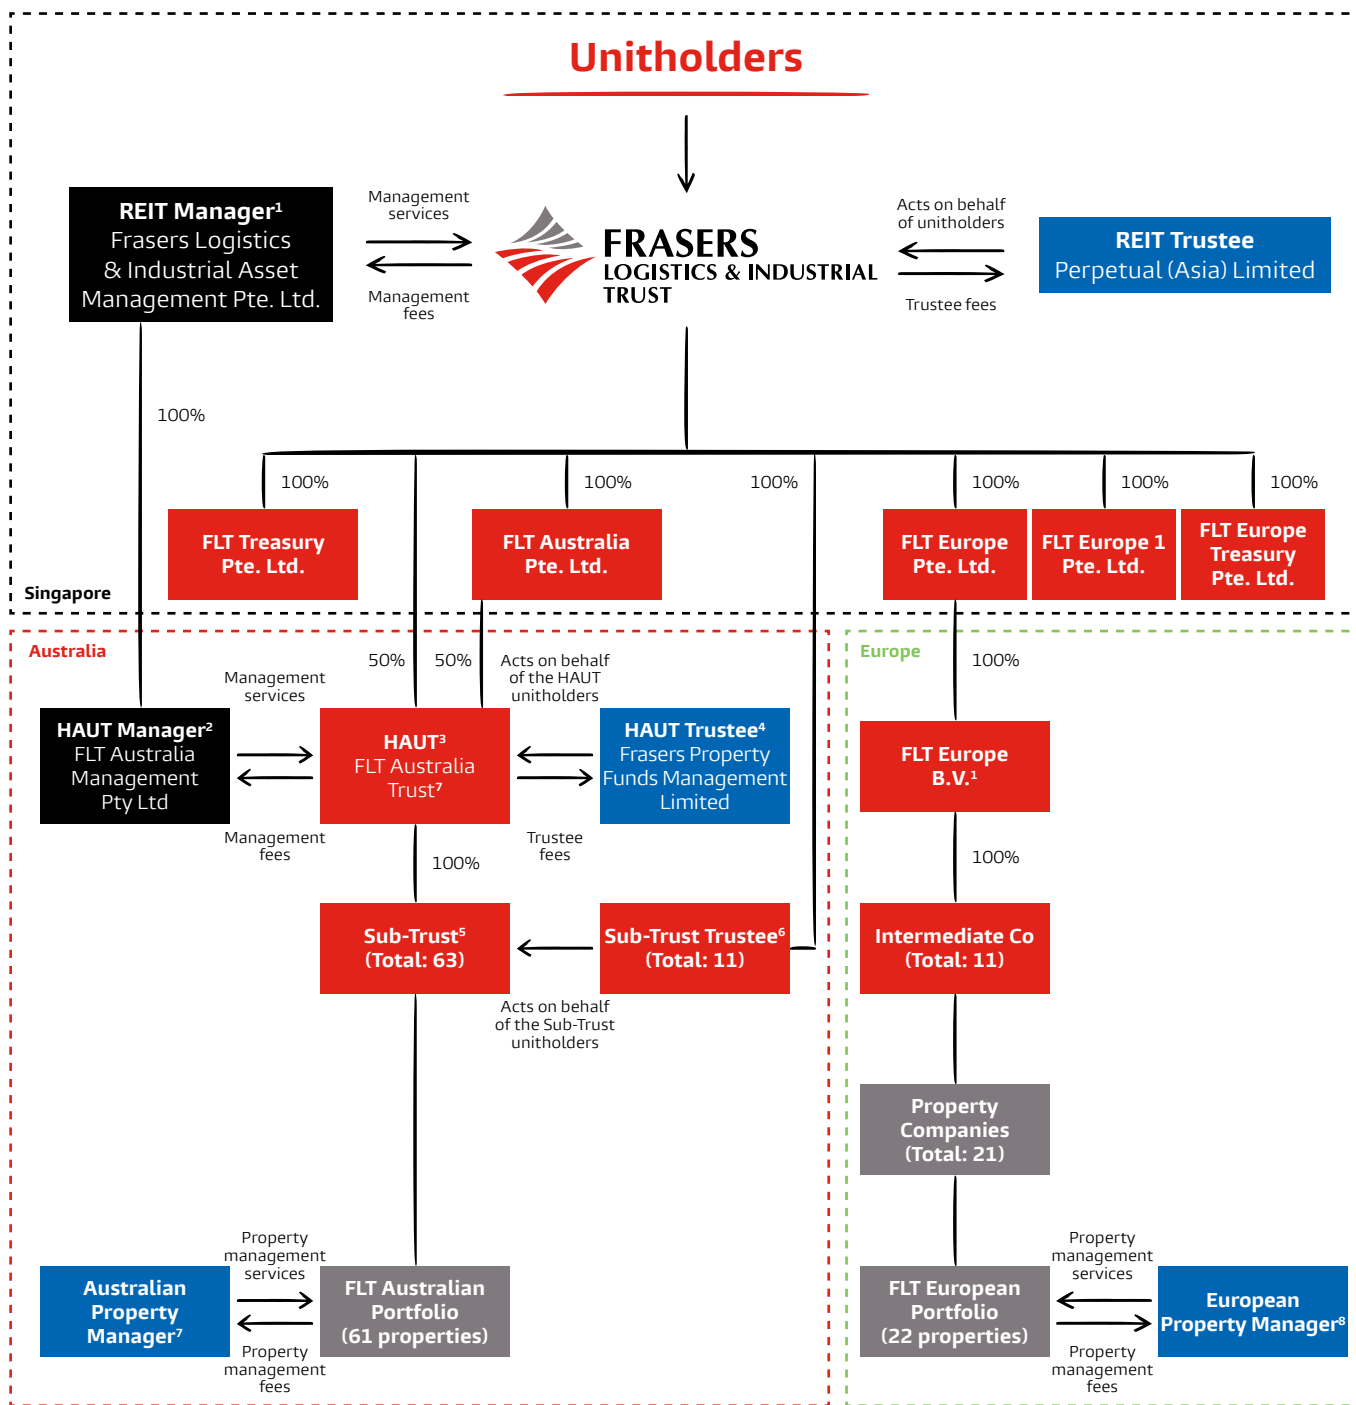 Unitholders
REIT Manager¹
Frasers Logistics
& Industrial Asset
Management Pte. Ltd.
Management
services
Management
fees
FRASERS
LOGISTICS & INDUSTRIAL
TRUST
Acts on behalf
of unitholders
Trustee fees
REIT Trustee
Perpetual (Asia) Limited
100%
100%
100%
100%
100%
100%
100%
FLT Treasury
Pte. Ltd.
FLT Australia
Pte. Ltd.
FLT Europe
Pte. Ltd.
FLT Europe 1
Pte. Ltd.
FLT Europe
Treasury
Pte. Ltd.
Singapore
Australia
50%
50%
Acts on behalf
of the HAUT
unitholders
Management
services
HAUT Manager²
FLT Australia
Management
Pty Ltd
HAUT³
FLT Australia
Trust⁷
HAUT Trustee⁴
Frasers Property
Funds Management
Limited
Management
fees
Trustee
fees
100%
Sub-Trust⁵
(Total: 63)
Sub-Trust Trustee⁶
(Total: 11)
Acts on behalf
of the Sub-Trust
unitholders
Property
management
services
Australian
Property
Manager⁷
FLT Australian
Portfolio
(61 properties)
Property
management
fees
Europe
100%
FLT Europe
B.V.¹
100%
Intermediate Co
(Total: 11)
Property
Companies
(Total: 21)
Property
management
services
FLT European
Portfolio
(22 properties)
European
Property Manager⁸
Property
management
fees